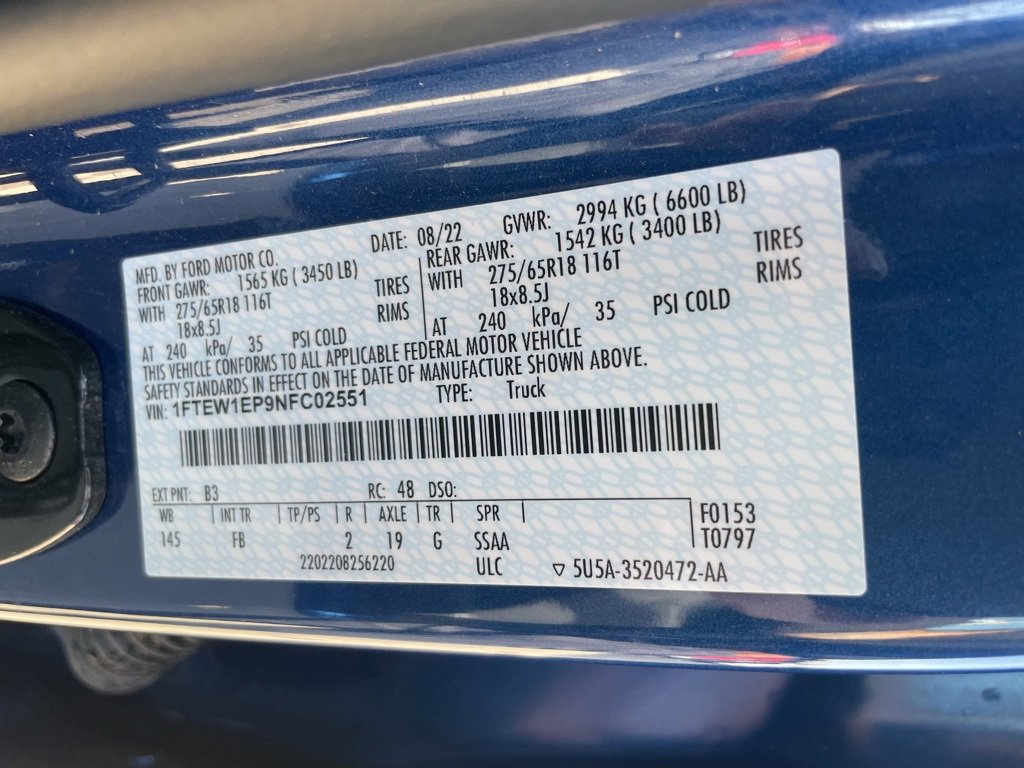 MFD. BY FORD MOTOR CO. DATE: 08/22 GVWR: 2994 KG ( 6600 LB)
FRONT GAWR: 1565 KG ( 3450 LB) REAR GAWR: 1542 KG ( 3400 LB)
WITH 275/65R18 116T TIRES WITH 275/65R18 116T TIRES
18x8.5J RIMS 18x8.5J RIMS
AT 240 kPa/ 35 PSI COLD AT 240 kPa/ 35 PSI COLD
THIS VEHICLE CONFORMS TO ALL APPLICABLE FEDERAL MOTOR VEHICLE
SAFETY STANDARDS IN EFFECT ON THE DATE OF MANUFACTURE SHOWN ABOVE.
VIN: 1FTEW1EP9NFC02551 TYPE: Truck
EXT PNT: B3 RC: 48 DSO:
WB INT TR TP/PS R AXLE TR SPR F0153
145 FB 2 19 G SSAA T0797
2202208256220 ULC ▽ 5U5A-3520472-AA